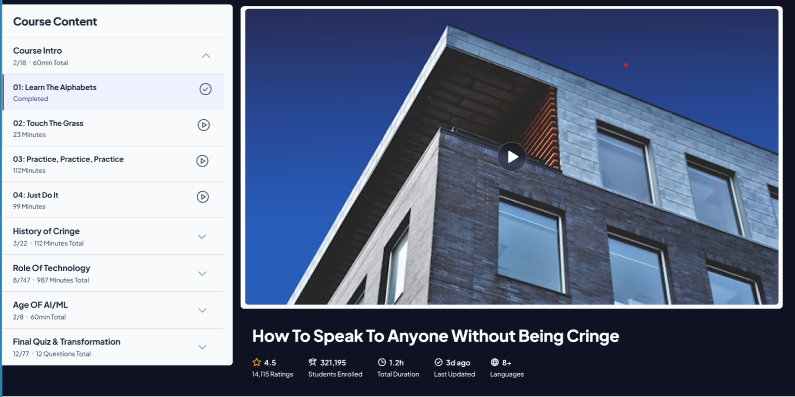 Course Content
Course Intro
2/18 · 60min Total
01: Learn The Alphabets
Completed
02: Touch The Grass
23 Minutes
03: Practice, Practice, Practice
112Minutes
04: Just Do It
99 Minutes
History of Cringe
3/22 · 112 Minutes Total
Role Of Technology
8/747 · 987 Minutes Total
Age OF AI/ML
2/8 · 60min Total
Final Quiz & Transformation
12/77 · 12 Questions Total
How To Speak To Anyone Without Being Cringe
4.5 321,195 1.2h 3d ago 8+
14,115 Ratings Students Enrolled Total Duration Last Updated Languages